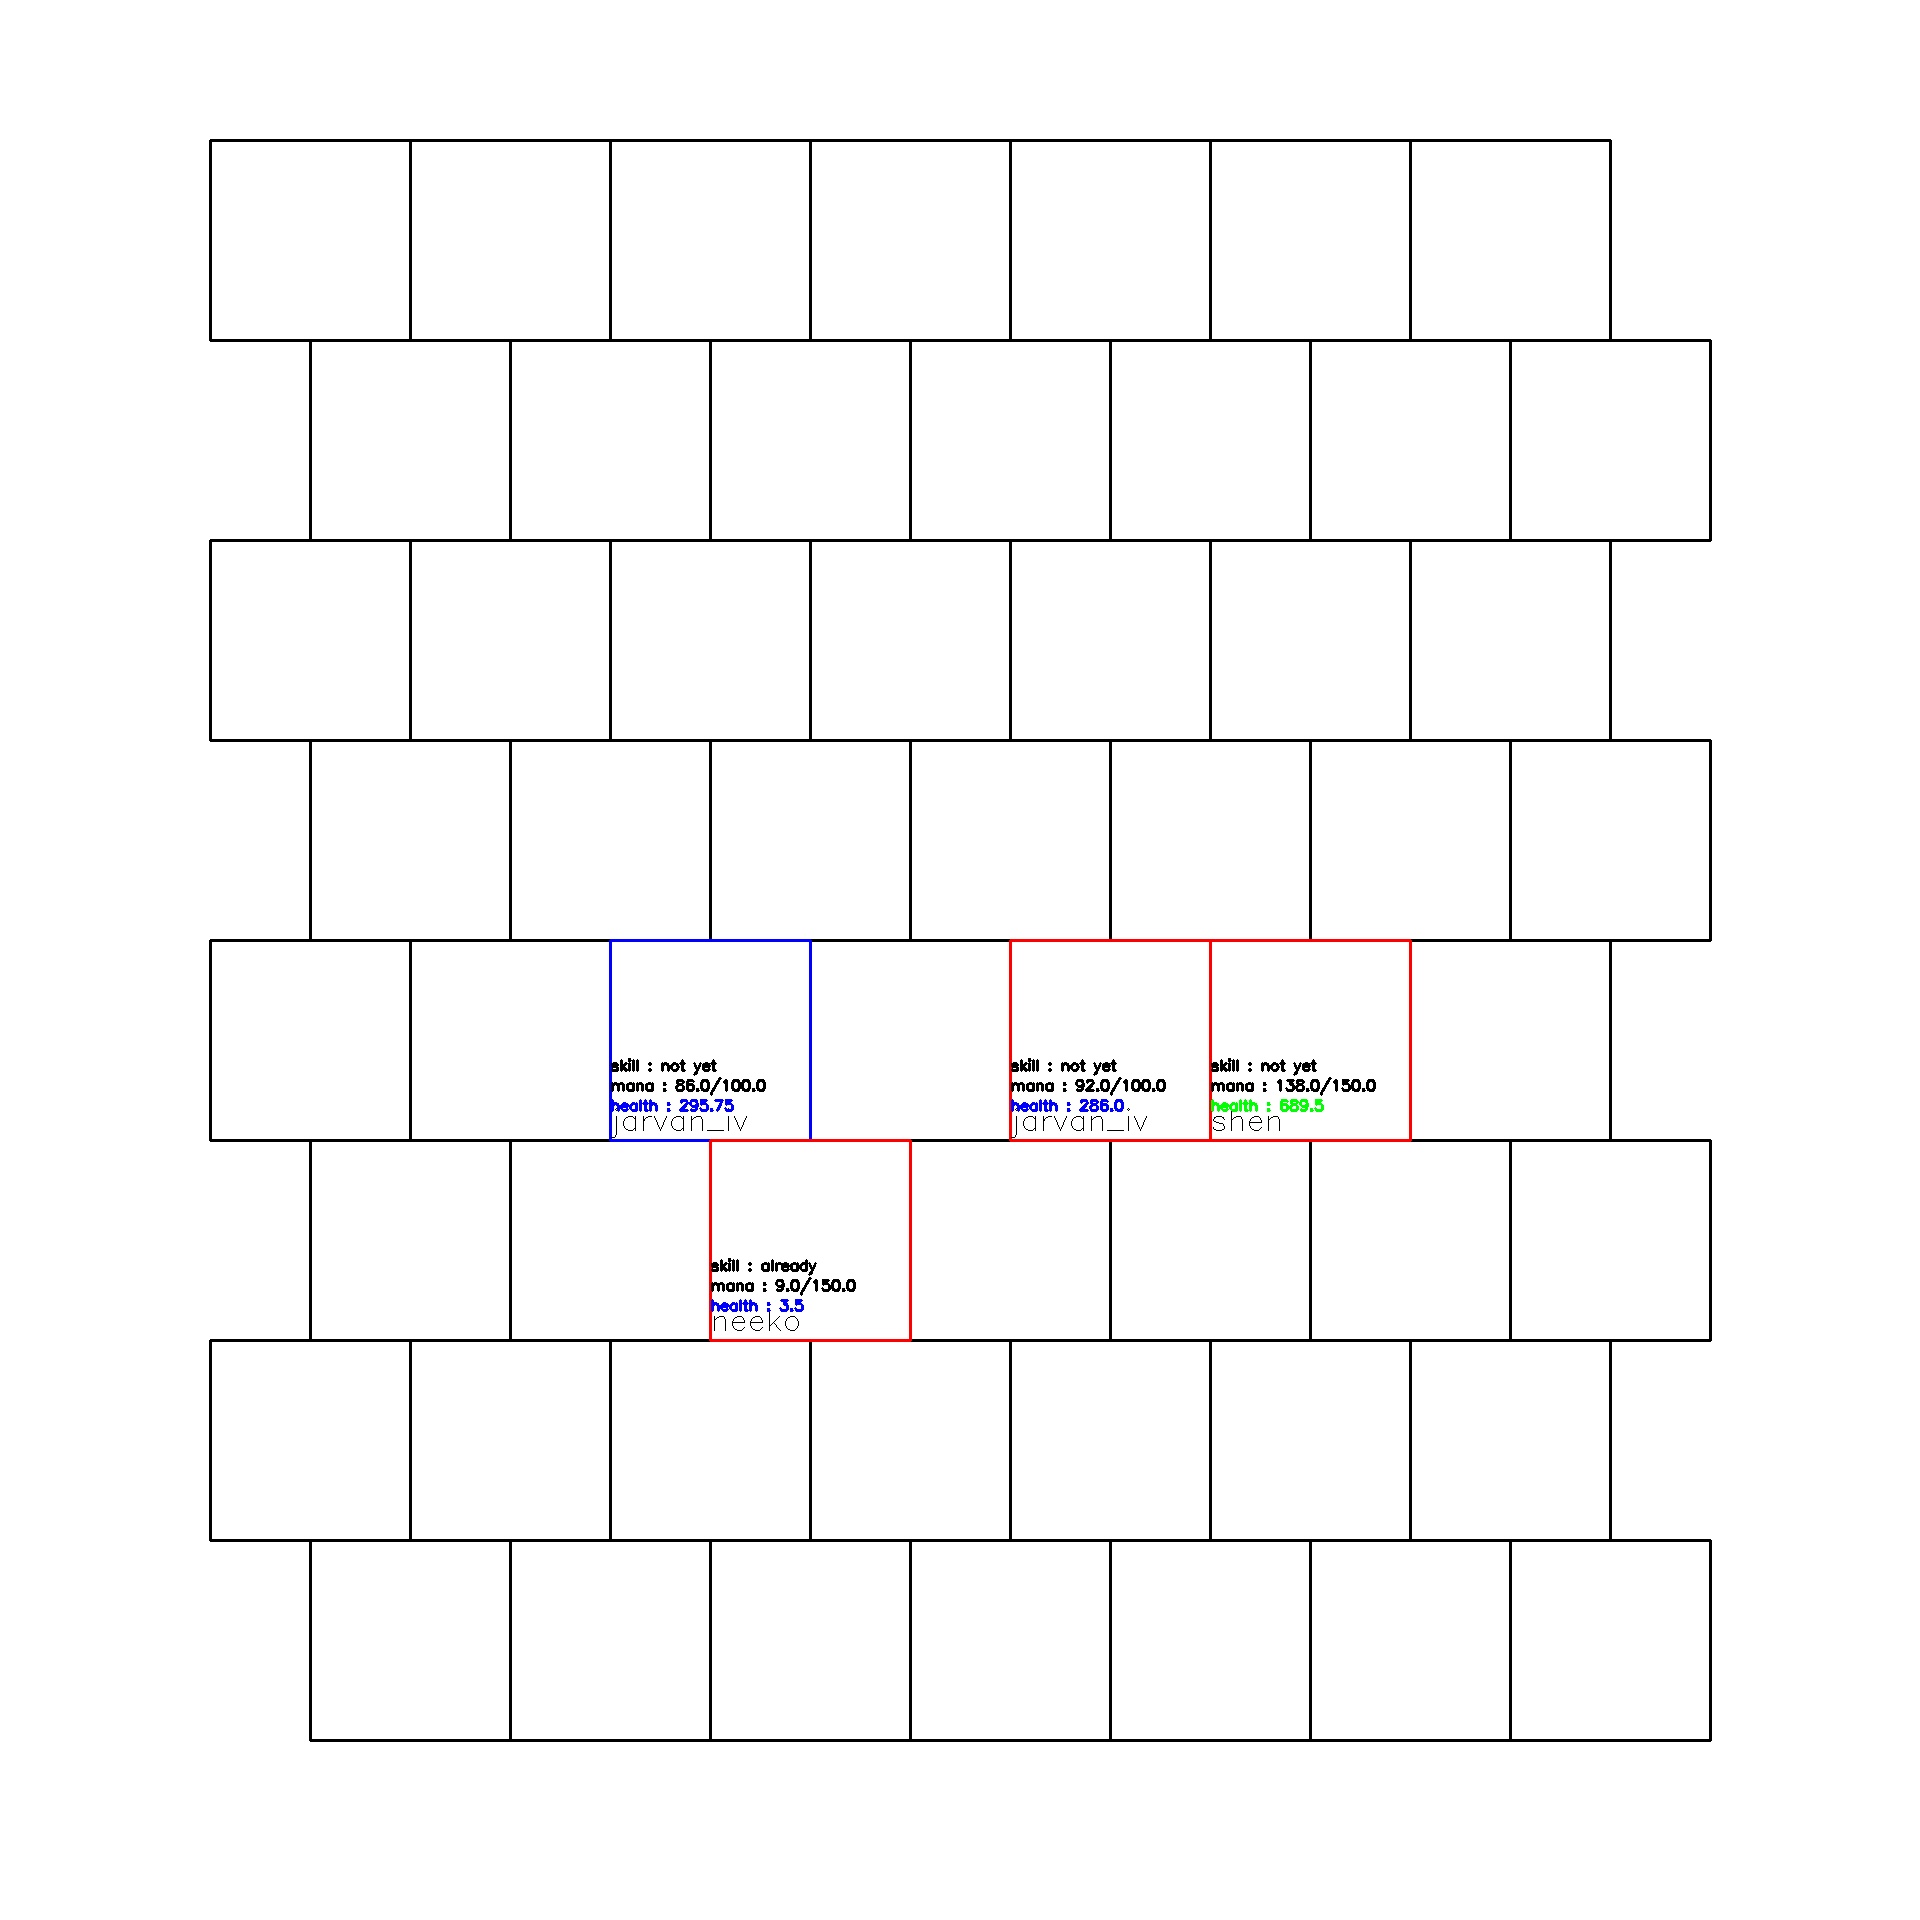 skill : not yet
mana : 86.0/100.0
health : 295.75
jarvan_iv
skill : not yet
mana : 92.0/100.0
health : 286.0
jarvan_iv
skill : not yet
mana : 138.0/150.0
health : 689.5
shen
skill : already
mana : 9.0/150.0
health : 3.5
neeko